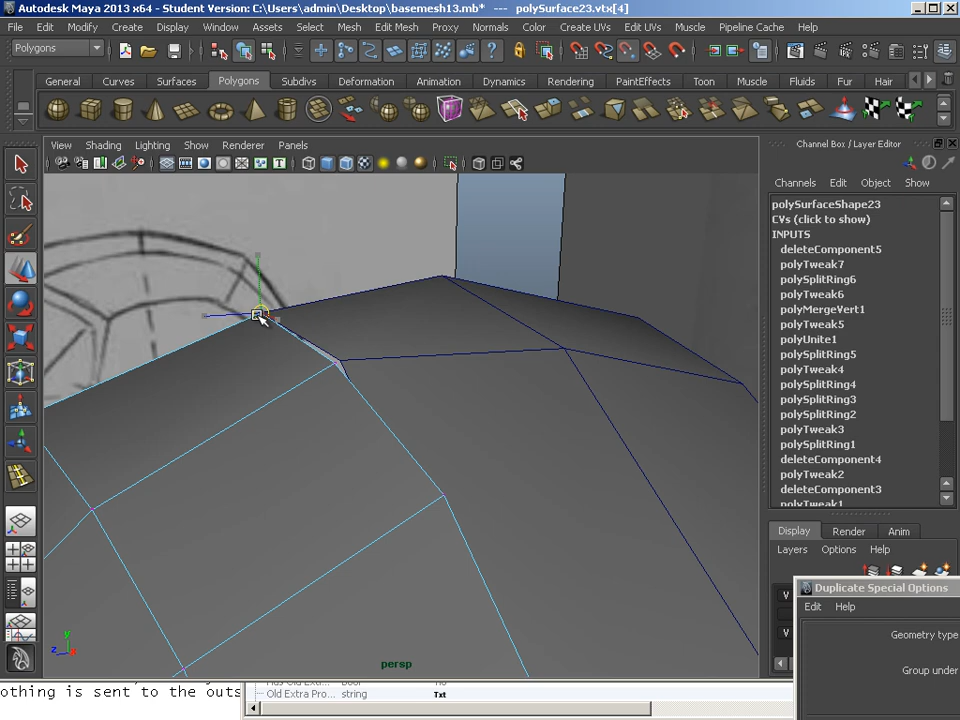 Autodesk Maya 2013 x64 - Student Version: C:\Users\admin\Desktop\basemesh13.mb* --- polySurface23.vtx[4]
File Edit Modify Create Display Window Assets Select Mesh Edit Mesh Proxy Normals Color Create UVs Edit UVs Muscle Pipeline Cache Help
Polygons
General Curves Surfaces Polygons Subdivs Deformation Animation Dynamics Rendering PaintEffects Toon Muscle Fluids Fur Hair
View Shading Lighting Show Renderer Panels
Channel Box / Layer Editor
Channels Edit Object Show
polySurfaceShape23
CVs (click to show)
INPUTS
deleteComponent5
polyTweak7
polySplitRing6
polyTweak6
polyMergeVert1
polyTweak5
polyUnite1
polySplitRing5
polyTweak4
polySplitRing4
polySplitRing3
polySplitRing2
polyTweak3
polySplitRing1
deleteComponent4
polyTweak2
deleteComponent3
polyTweak1
Display Render Anim
Layers Options Help
V
V
Duplicate Special Options
Edit Help
Geometry type
Group under
y
z x
persp
othing is sent to the outs
Old Extra Pro... string Txt